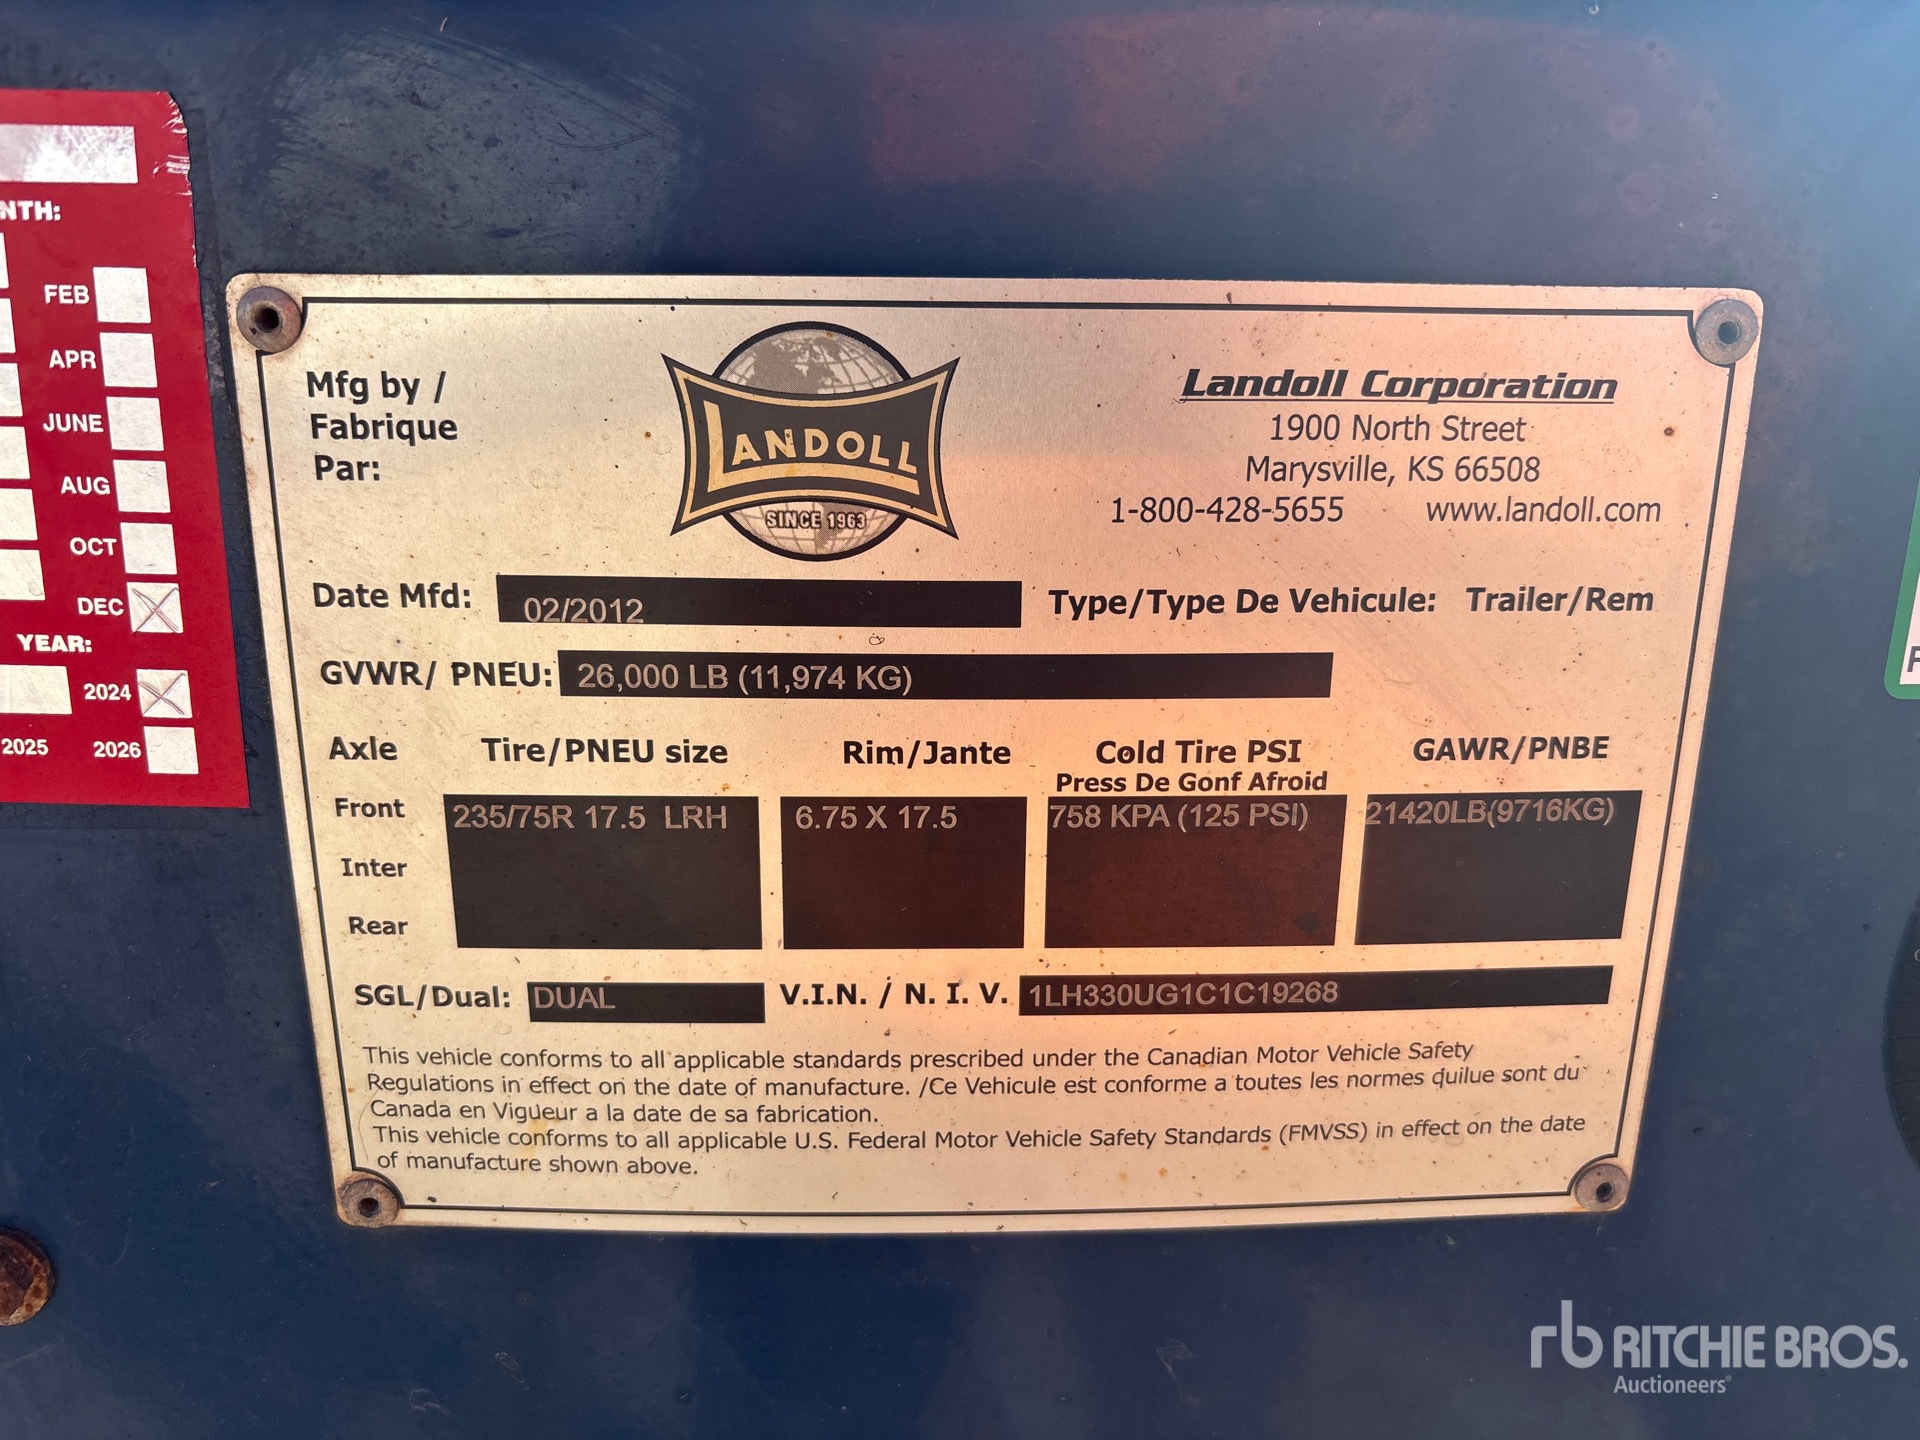 NTH:
FEB
APR
JUNE
AUG
OCT
DEC
YEAR:
2024
2025 2026
Mfg by /
Fabrique
Par:
LANDOLL
SINCE 1963
Landoll Corporation
1900 North Street
Marysville, KS 66508
1-800-428-5655 www.landoll.com
Date Mfd: 02/2012 Type/Type De Vehicule: Trailer/Rem
GVWR/ PNEU: 26,000 LB (11,974 KG)
Axle Tire/PNEU size Rim/Jante Cold Tire PSI GAWR/PNBE
Press De Gonf Afroid
Front 235/75R 17.5 LRH 6.75 X 17.5 758 KPA (125 PSI) 21420LB(9716KG)
Inter
Rear
SGL/Dual: DUAL V.I.N. / N. I. V. 1LH330UG1C1C19268
This vehicle conforms to all applicable standards prescribed under the Canadian Motor Vehicle Safety
Regulations in effect on the date of manufacture. /Ce Vehicule est conforme a toutes les normes quilue sont du
Canada en Vigueur a la date de sa fabrication.
This vehicle conforms to all applicable U.S. Federal Motor Vehicle Safety Standards (FMVSS) in effect on the date
of manufacture shown above.
rb RITCHIE BROS.
Auctioneers